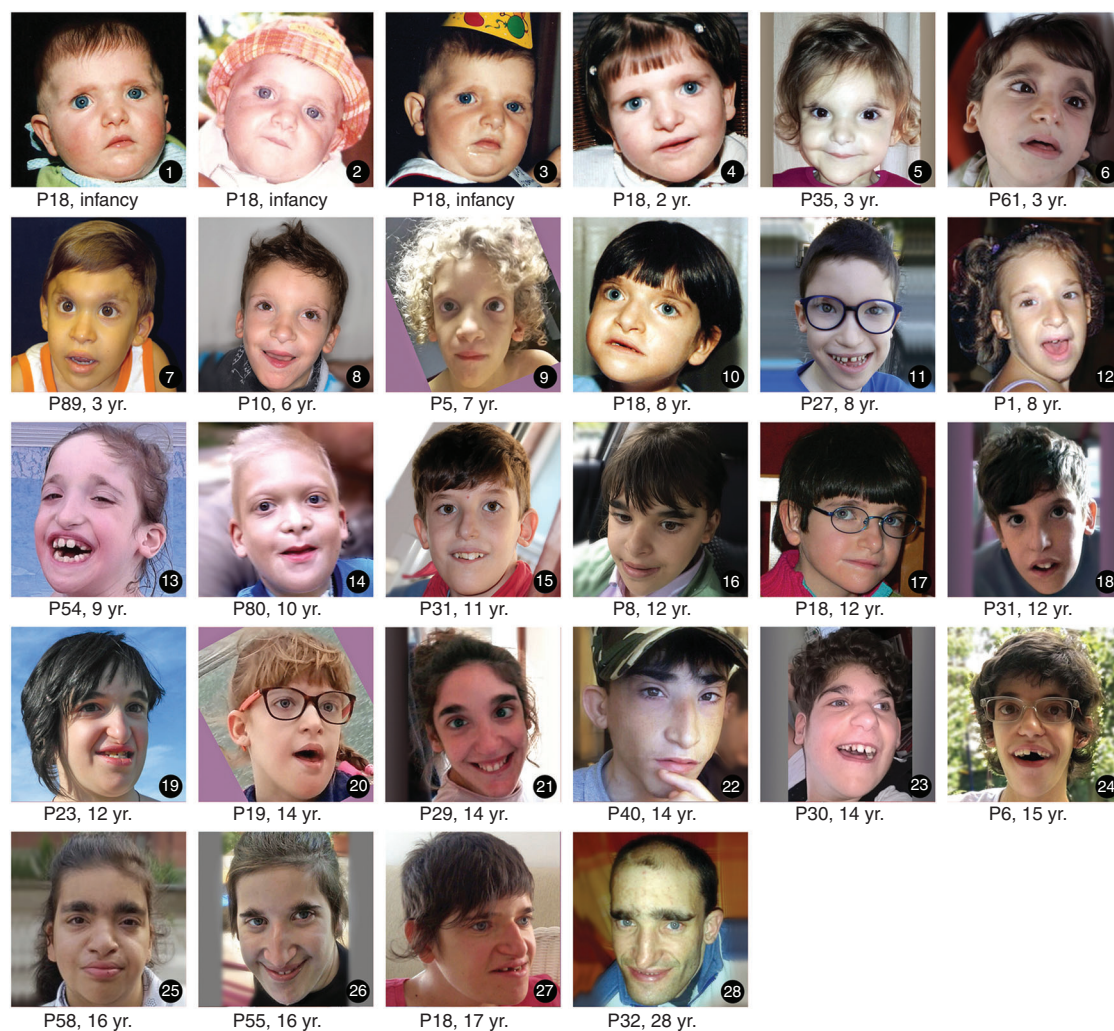 1 2 3 4 5 6
P18, infancy P18, infancy P18, infancy P18, 2 yr. P35, 3 yr. P61, 3 yr.
7 8 9 10 11 12
P89, 3 yr. P10, 6 yr. P5, 7 yr. P18, 8 yr. P27, 8 yr. P1, 8 yr.
13 14 15 16 17 18
P54, 9 yr. P80, 10 yr. P31, 11 yr. P8, 12 yr. P18, 12 yr. P31, 12 yr.
19 20 21 22 23 24
P23, 12 yr. P19, 14 yr. P29, 14 yr. P40, 14 yr. P30, 14 yr. P6, 15 yr.
25 26 27 28
P58, 16 yr. P55, 16 yr. P18, 17 yr. P32, 28 yr.